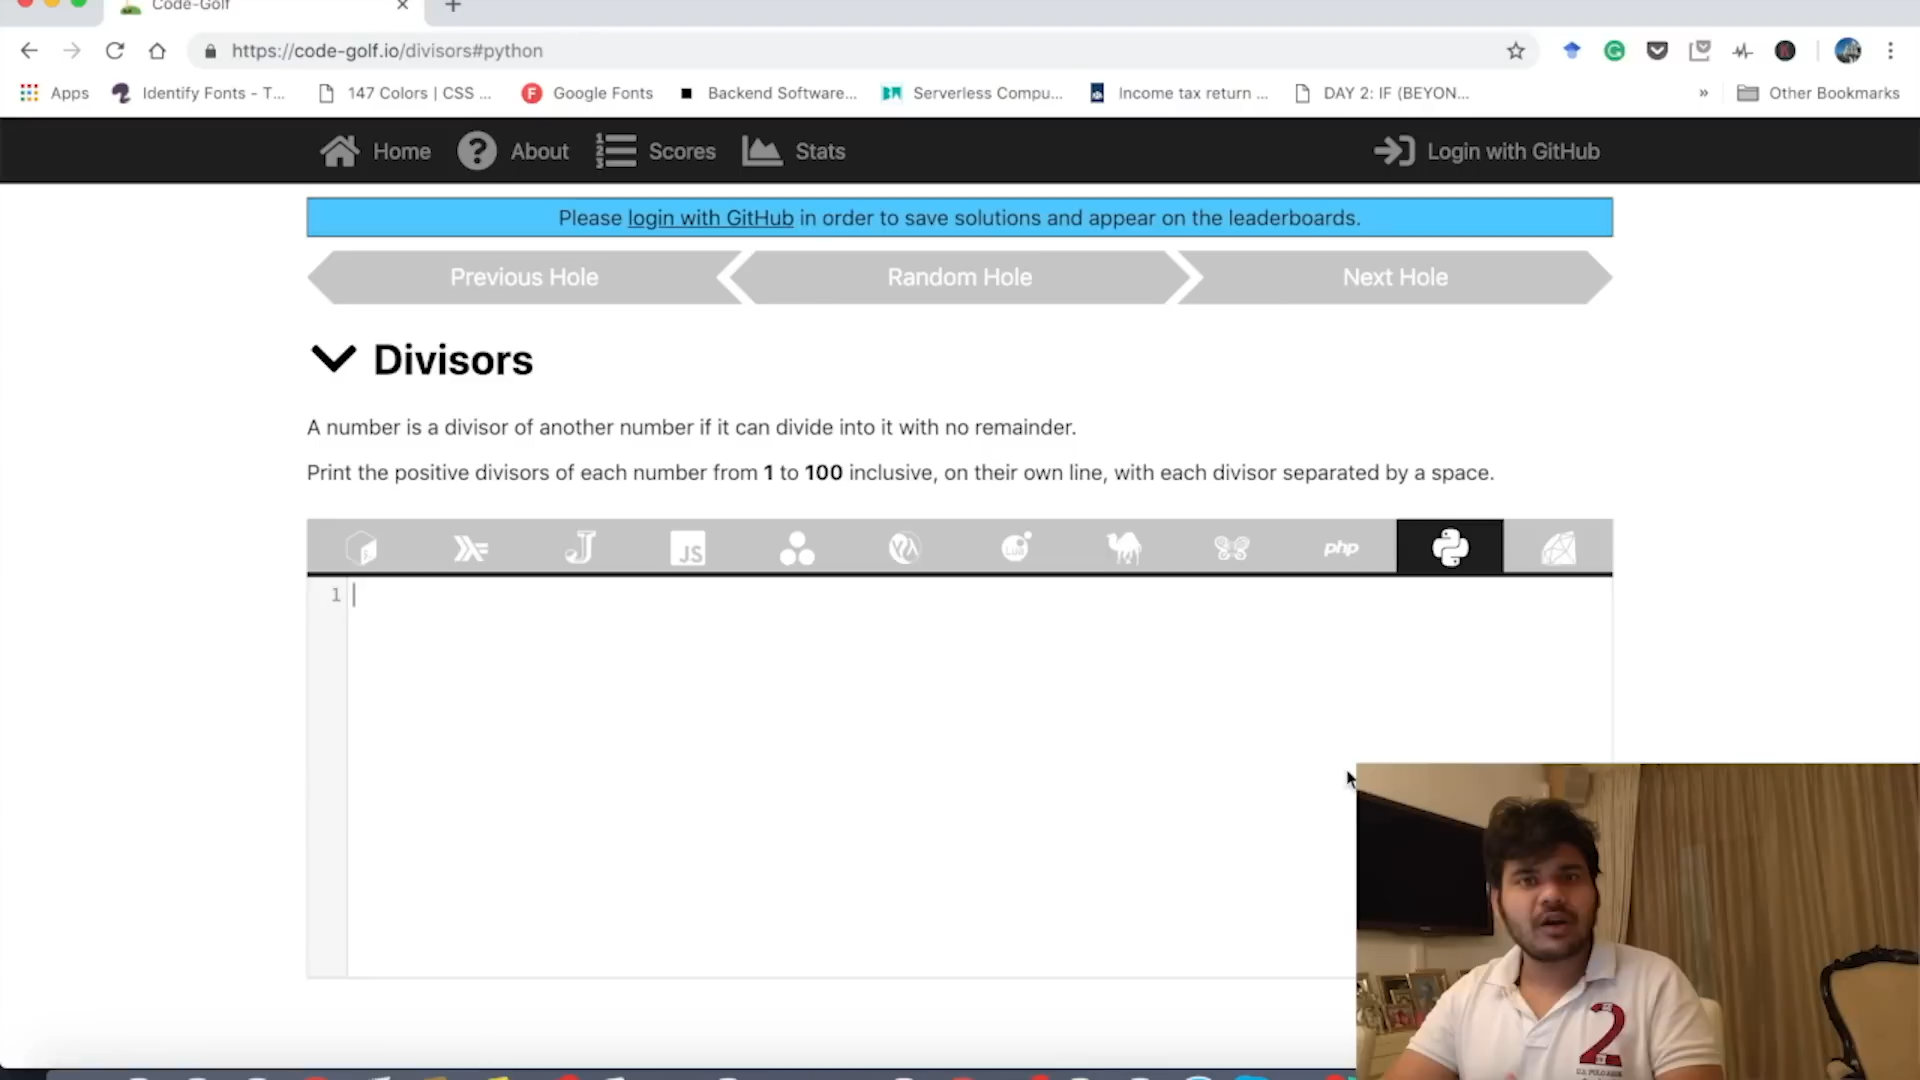 Code-Golf
https://code-golf.io/divisors#python
Apps
Identify Fonts - T...
147 Colors | CSS ...
Google Fonts
Backend Software...
Serverless Compu...
Income tax return ...
DAY 2: IF (BEYON...
»
Other Bookmarks
Home
About
Scores
Stats
Login with GitHub
Please login with GitHub in order to save solutions and appear on the leaderboards.
Previous Hole
Random Hole
Next Hole
Divisors
A number is a divisor of another number if it can divide into it with no remainder.
Print the positive divisors of each number from 1 to 100 inclusive, on their own line, with each divisor separated by a space.
JS
php
1
2